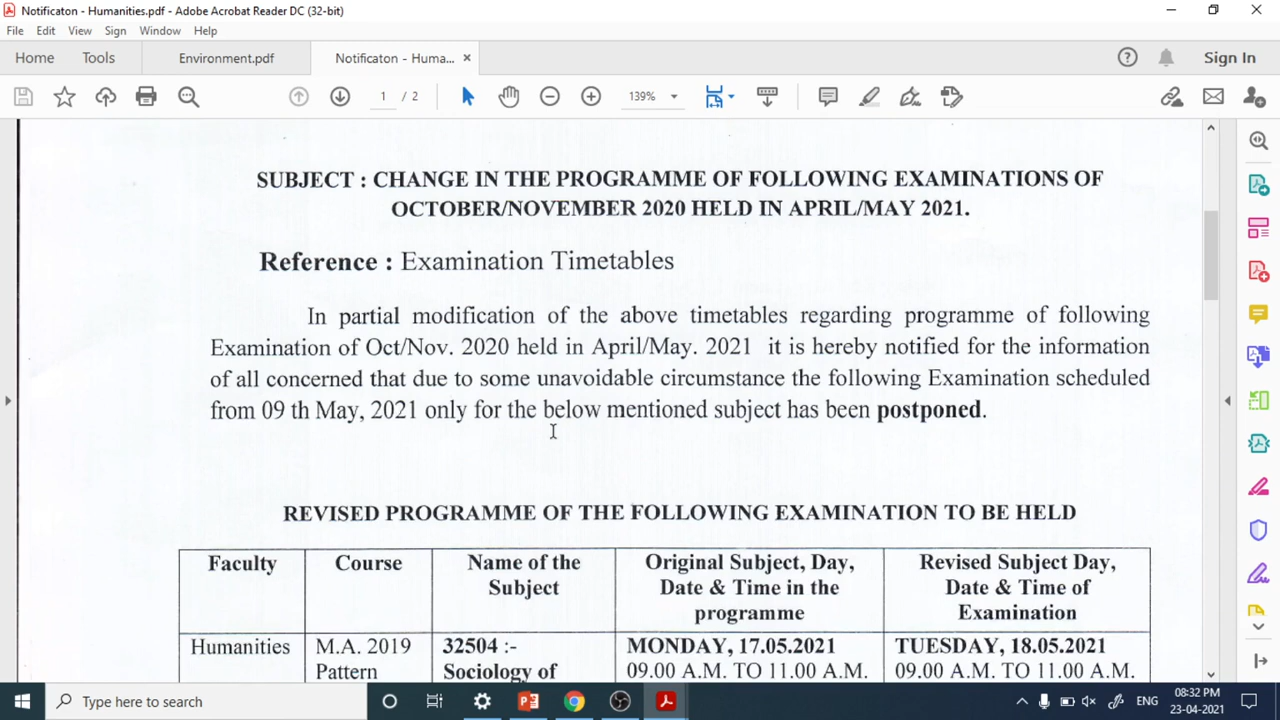 Notificaton - Humanities.pdf - Adobe Acrobat Reader DC (32-bit)
File Edit View Sign Window Help
Home Tools Environment.pdf Notificaton - Huma... × Sign In
1 / 2 139%
SUBJECT : CHANGE IN THE PROGRAMME OF FOLLOWING EXAMINATIONS OF
OCTOBER/NOVEMBER 2020 HELD IN APRIL/MAY 2021.
Reference : Examination Timetables
In partial modification of the above timetables regarding programme of following
Examination of Oct/Nov. 2020 held in April/May. 2021 it is hereby notified for the information
of all concerned that due to some unavoidable circumstance the following Examination scheduled
from 09 th May, 2021 only for the below mentioned subject has been postponed.
REVISED PROGRAMME OF THE FOLLOWING EXAMINATION TO BE HELD
Faculty Course Name of the Original Subject, Day, Revised Subject Day,
Subject Date & Time in the Date & Time of
programme Examination
Humanities M.A. 2019 32504 :- MONDAY, 17.05.2021 TUESDAY, 18.05.2021
Pattern Sociology of 09.00 A.M. TO 11.00 A.M. 09.00 A.M. TO 11.00 A.M.
Type here to search
ENG 08:32 PM
23-04-2021